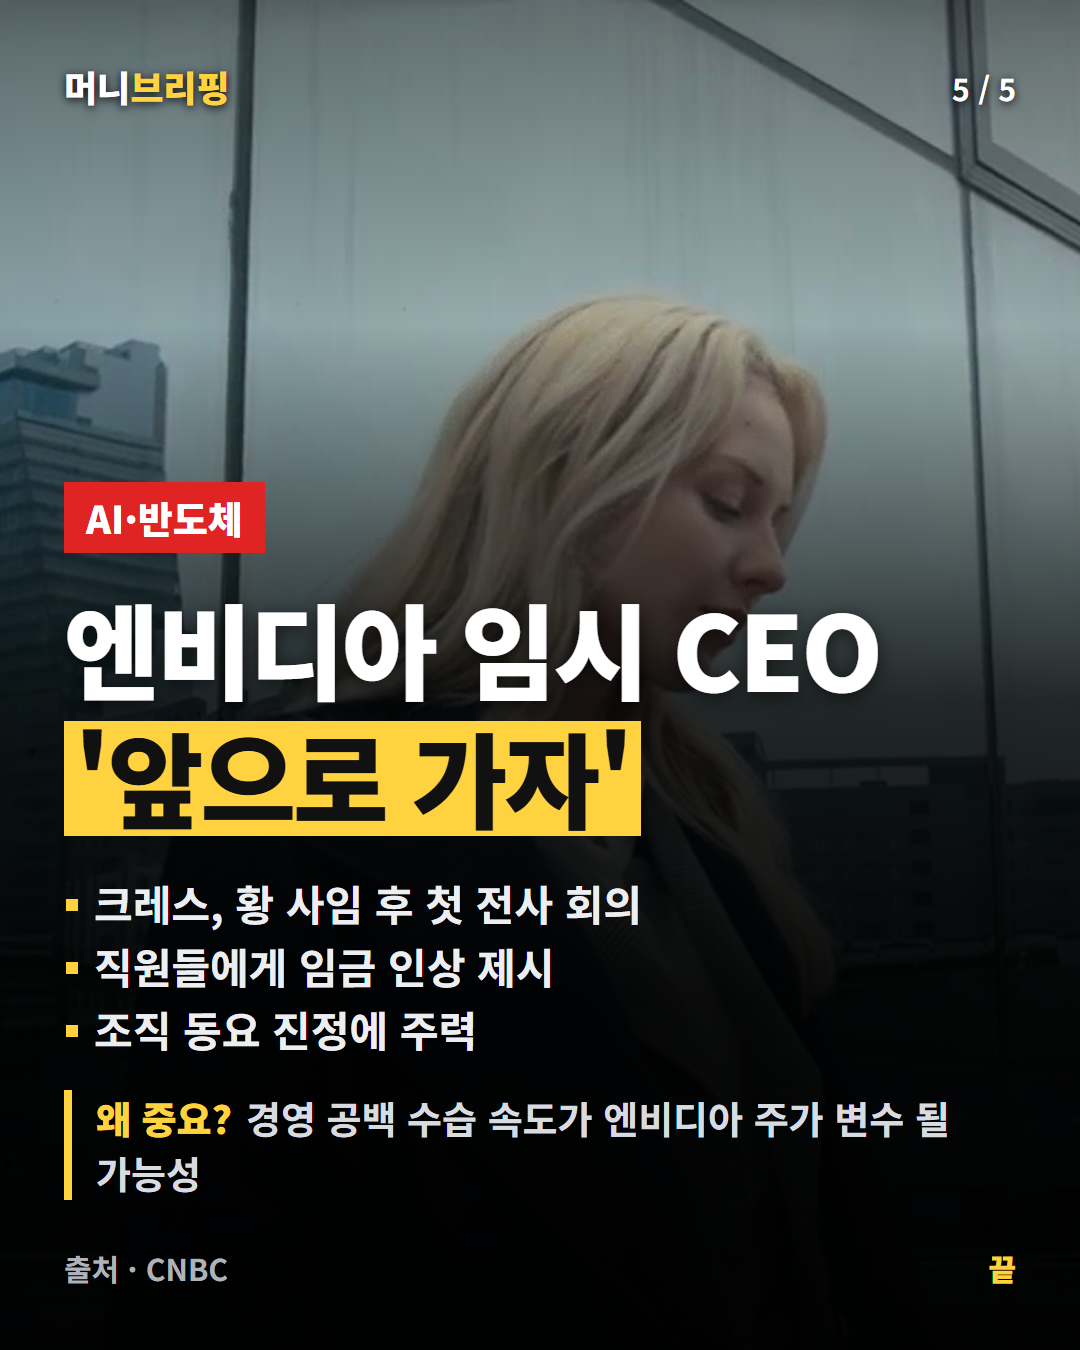 머니브리핑
5 / 5
AI·반도체
엔비디아 임시 CEO
'앞으로 가자'
크레스, 황 사임 후 첫 전사 회의
직원들에게 임금 인상 제시
조직 동요 진정에 주력
왜 중요? 경영 공백 수습 속도가 엔비디아 주가 변수 될
가능성
출처 · CNBC
끝